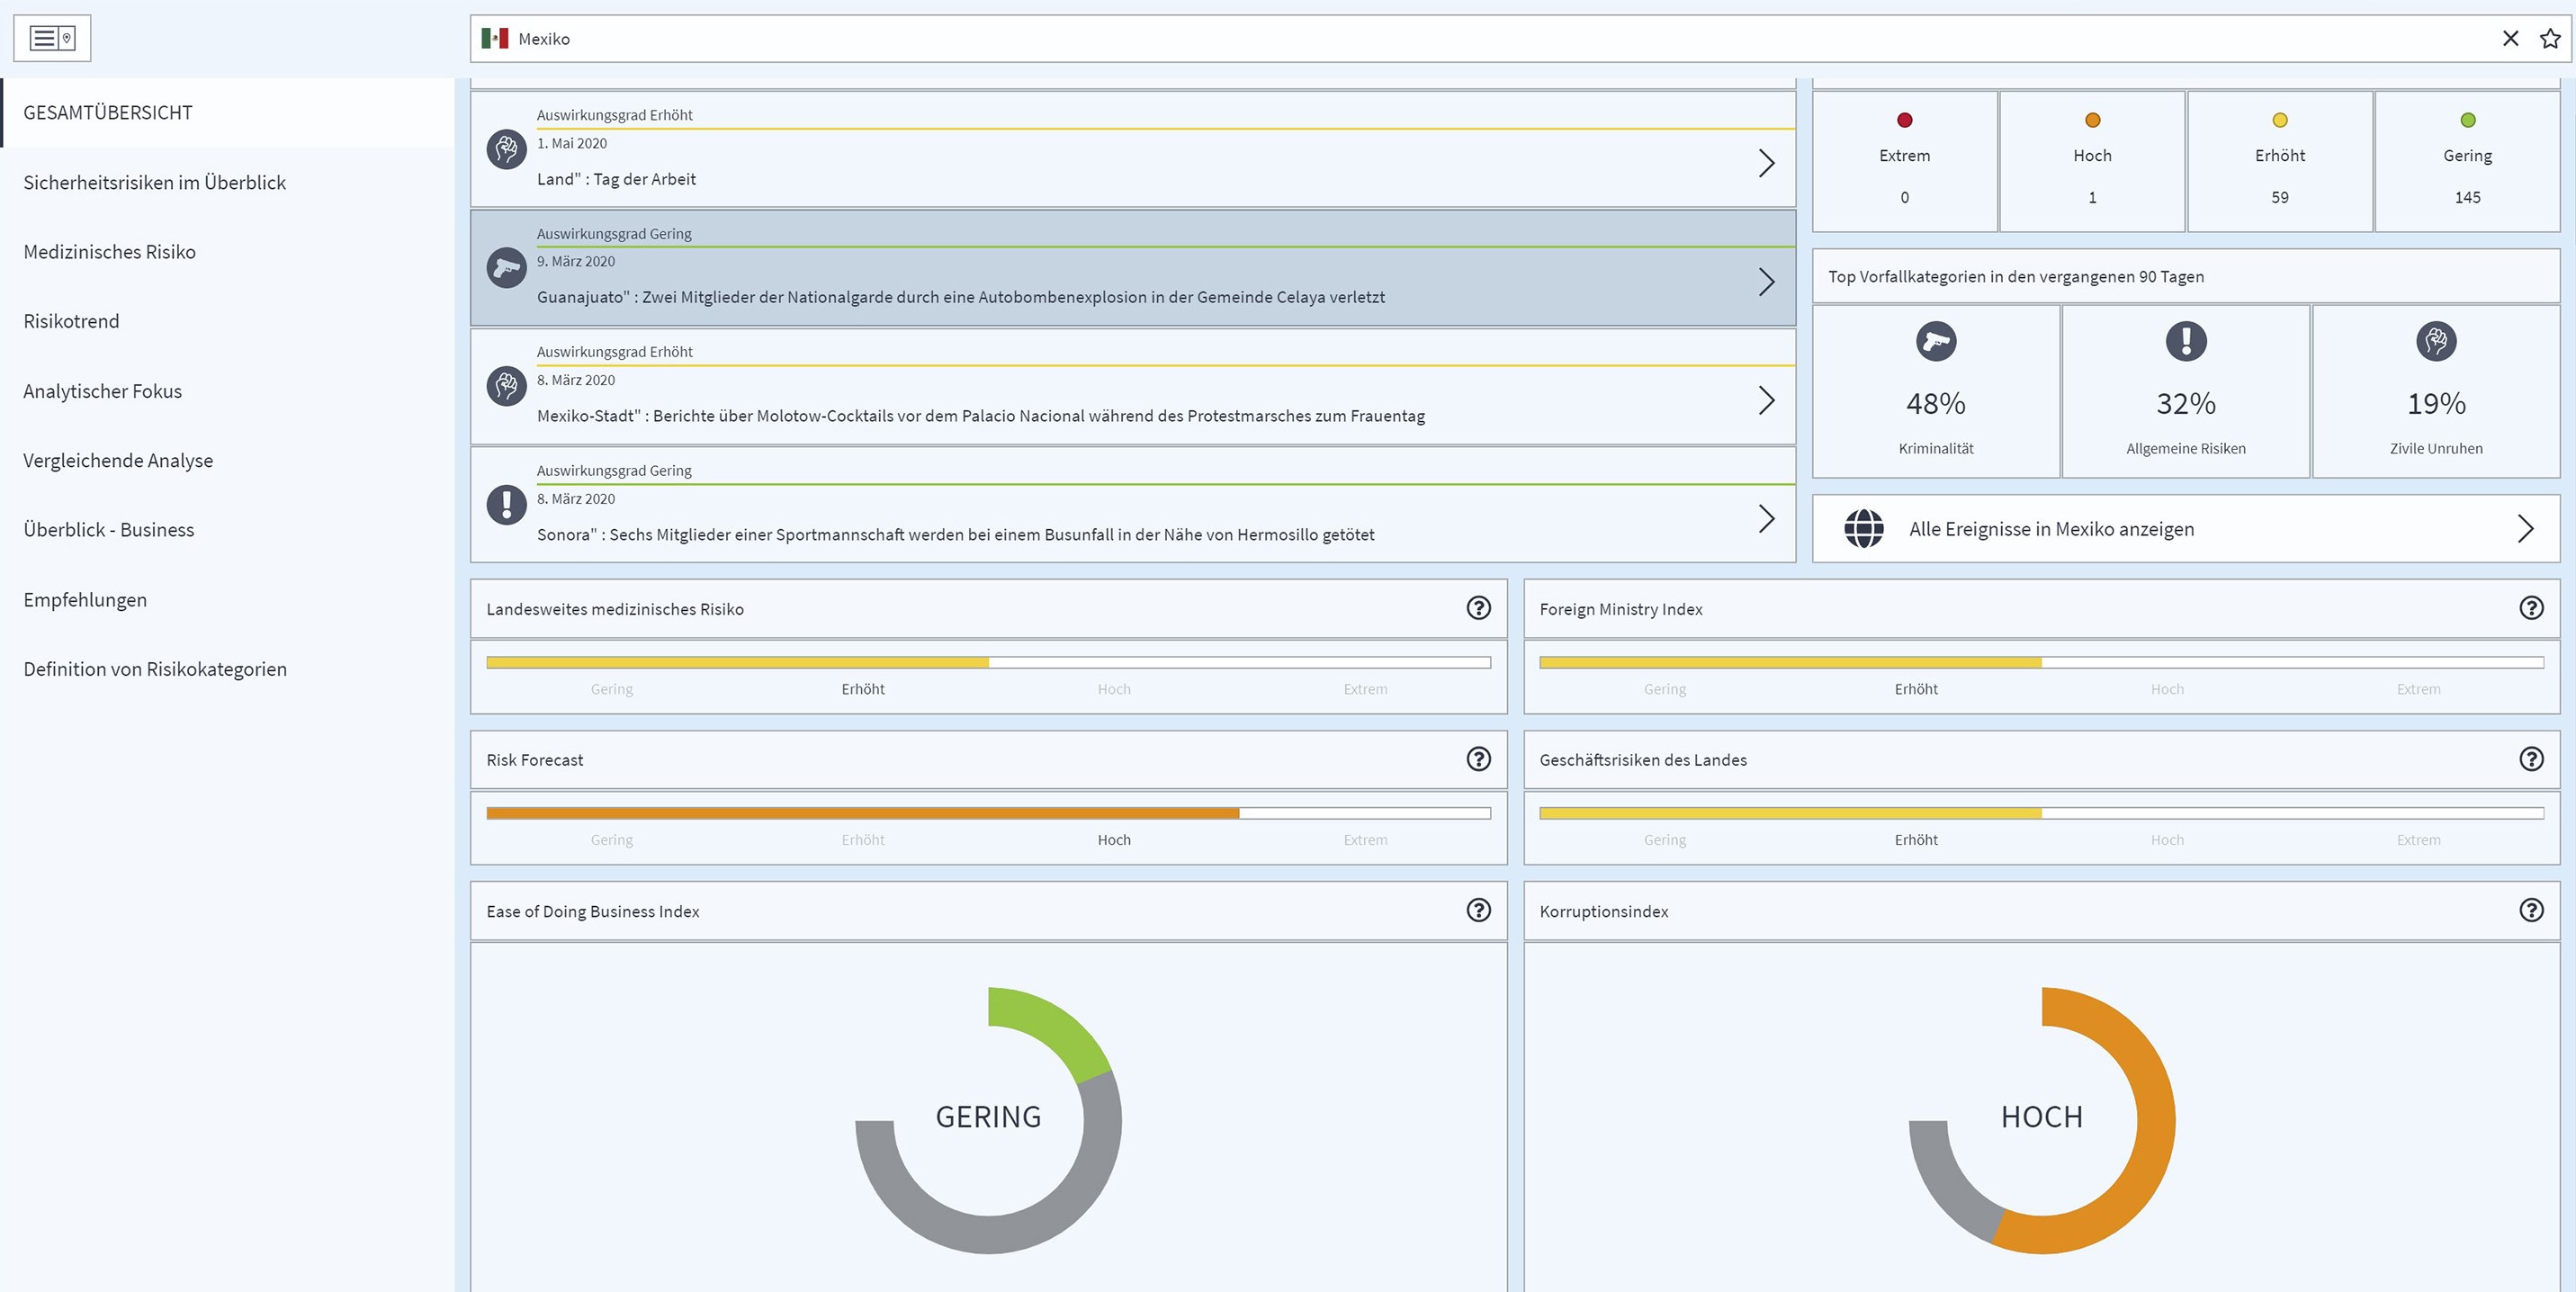 Mexiko
GESAMTÜBERSICHT
Sicherheitsrisiken im Überblick
Medizinisches Risiko
Risikotrend
Analytischer Fokus
Vergleichende Analyse
Überblick - Business
Empfehlungen
Definition von Risikokategorien
Auswirkungsgrad Erhöht
1. Mai 2020
Land" : Tag der Arbeit
Auswirkungsgrad Gering
9. März 2020
Guanajuato" : Zwei Mitglieder der Nationalgarde durch eine Autobombenexplosion in der Gemeinde Celaya verletzt
Auswirkungsgrad Erhöht
8. März 2020
Mexiko-Stadt" : Berichte über Molotow-Cocktails vor dem Palacio Nacional während des Protestmarsches zum Frauentag
Auswirkungsgrad Gering
8. März 2020
Sonora" : Sechs Mitglieder einer Sportmannschaft werden bei einem Busunfall in der Nähe von Hermosillo getötet
Extrem Hoch Erhöht Gering
0 1 59 145
Top Vorfallkategorien in den vergangenen 90 Tagen
48% 32% 19%
Kriminalität Allgemeine Risiken Zivile Unruhen
Alle Ereignisse in Mexiko anzeigen
Landesweites medizinisches Risiko ?
Gering Erhöht Hoch Extrem
Foreign Ministry Index ?
Gering Erhöht Hoch Extrem
Risk Forecast ?
Gering Erhöht Hoch Extrem
Geschäftsrisiken des Landes ?
Gering Erhöht Hoch Extrem
Ease of Doing Business Index ?
GERING
Korruptionsindex ?
HOCH